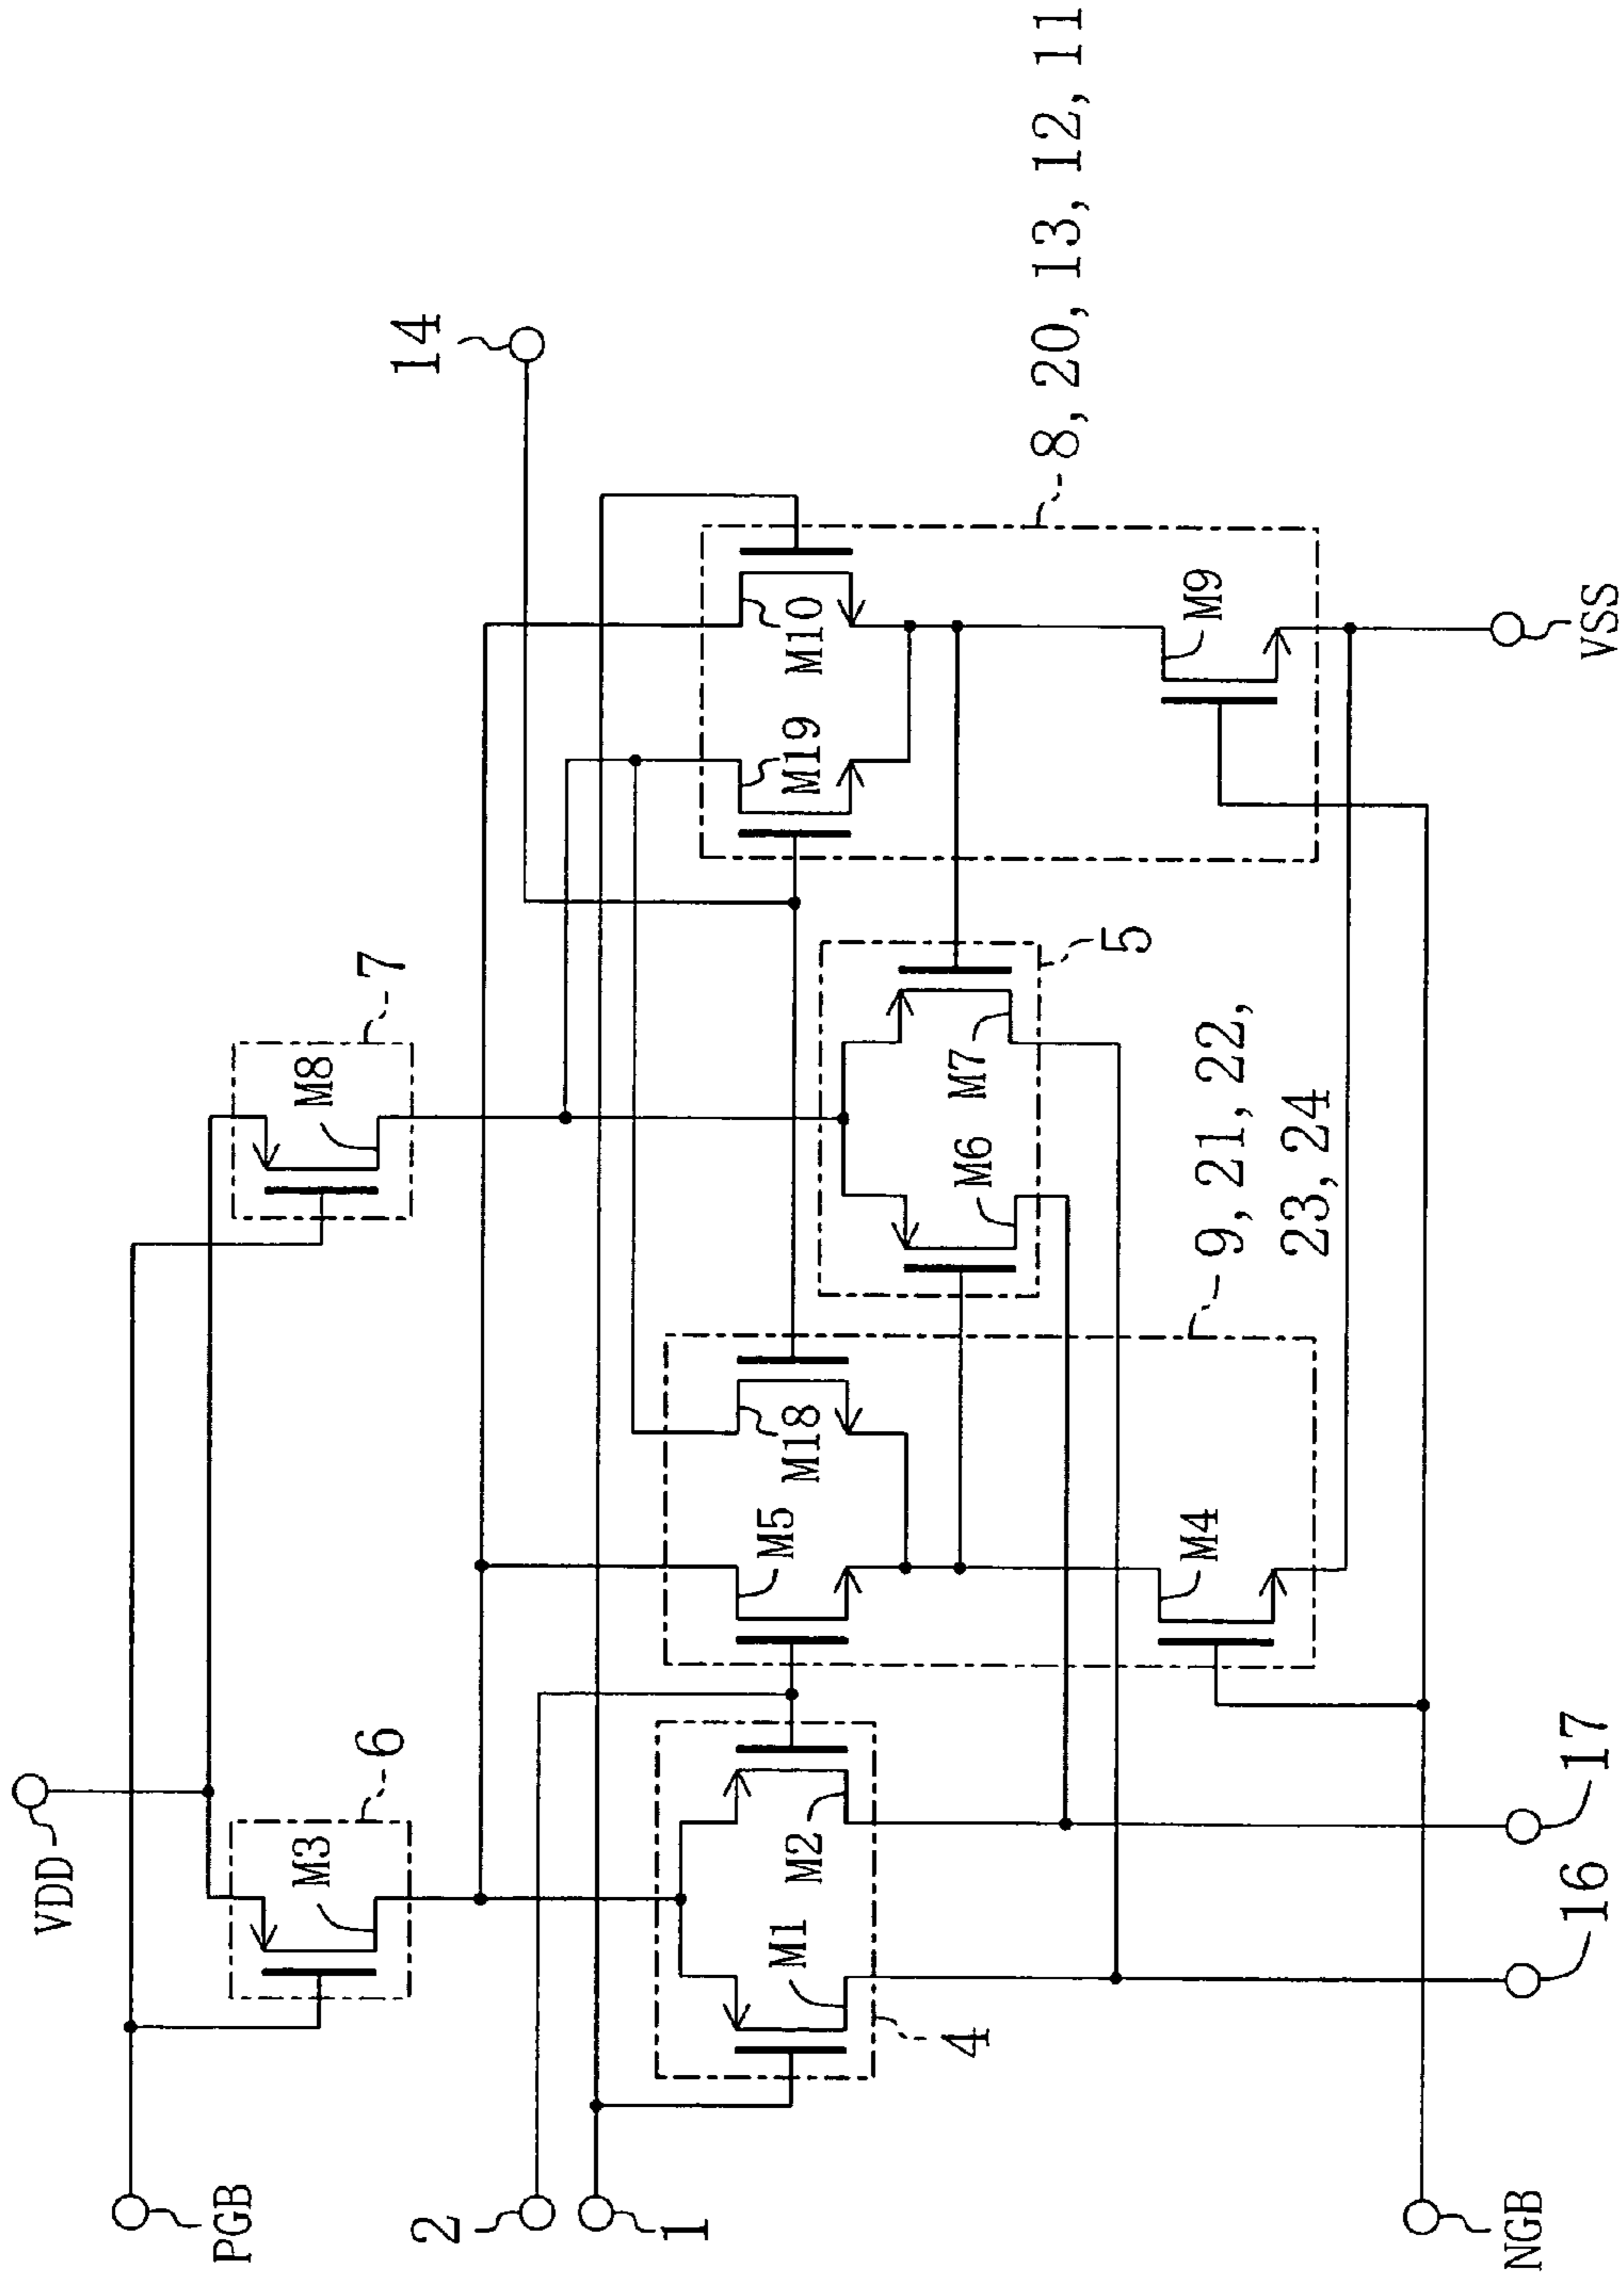 VDD
PGB
6
M3
7
M8
14
2
1
4
M1
M2
M5
M18
5
M6
M7
M19
M10
8, 20, 13, 12, 11
9, 21, 22,
23, 24
M4
M9
NGB
16
17
VSS